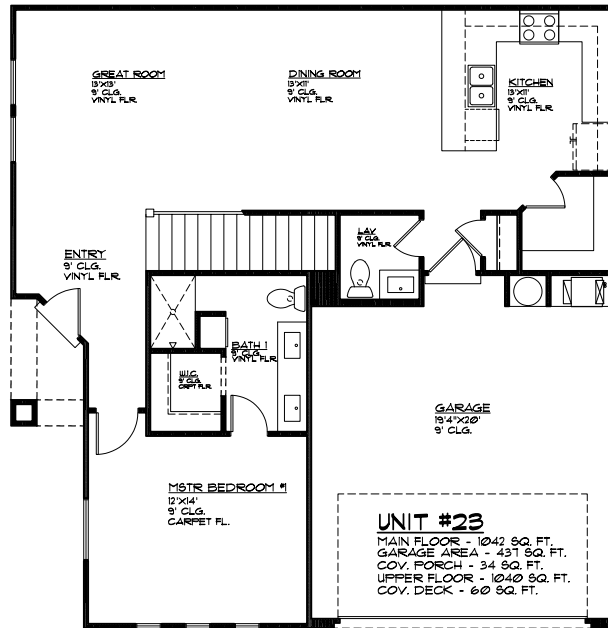 GREAT ROOM
13'X13'
9' CLG.
VINYL FLR
DINING ROOM
13'X11'
9' CLG.
VINYL FLR
KITCHEN
13'X11'
9' CLG.
VINYL FLR
ENTRY
9' CLG.
VINYL FLR
LAV
9' CLG.
VINYL FLR
BATH 1
9' CLG.
VINYL FLR
W.I.C.
9' CLG
CRPT FLR
GARAGE
19'4"X20'
9' CLG.
MSTR BEDROOM #1
12'X14'
9' CLG.
CARPET FL.
UNIT #23
MAIN FLOOR - 1042 SQ. FT.
GARAGE AREA - 437 SQ. FT.
COV. PORCH - 34 SQ. FT.
UPPER FLOOR - 1040 SQ. FT.
COV. DECK - 60 SQ. FT.